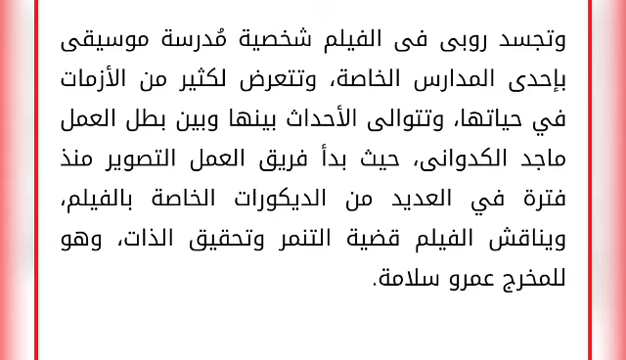 وتجسد روبى فى الفيلم شخصية مُدرسة موسيقى
بإحدى المدارس الخاصة، وتتعرض لكثير من الأزمات
في حياتها، وتتوالى الأحداث بينها وبين بطل العمل
ماجد الكدوانى، حيث بدأ فريق العمل التصوير منذ
فترة في العديد من الديكورات الخاصة بالفيلم،
ويناقش الفيلم قضية التنمر وتحقيق الذات، وهو
للمخرج عمرو سلامة.